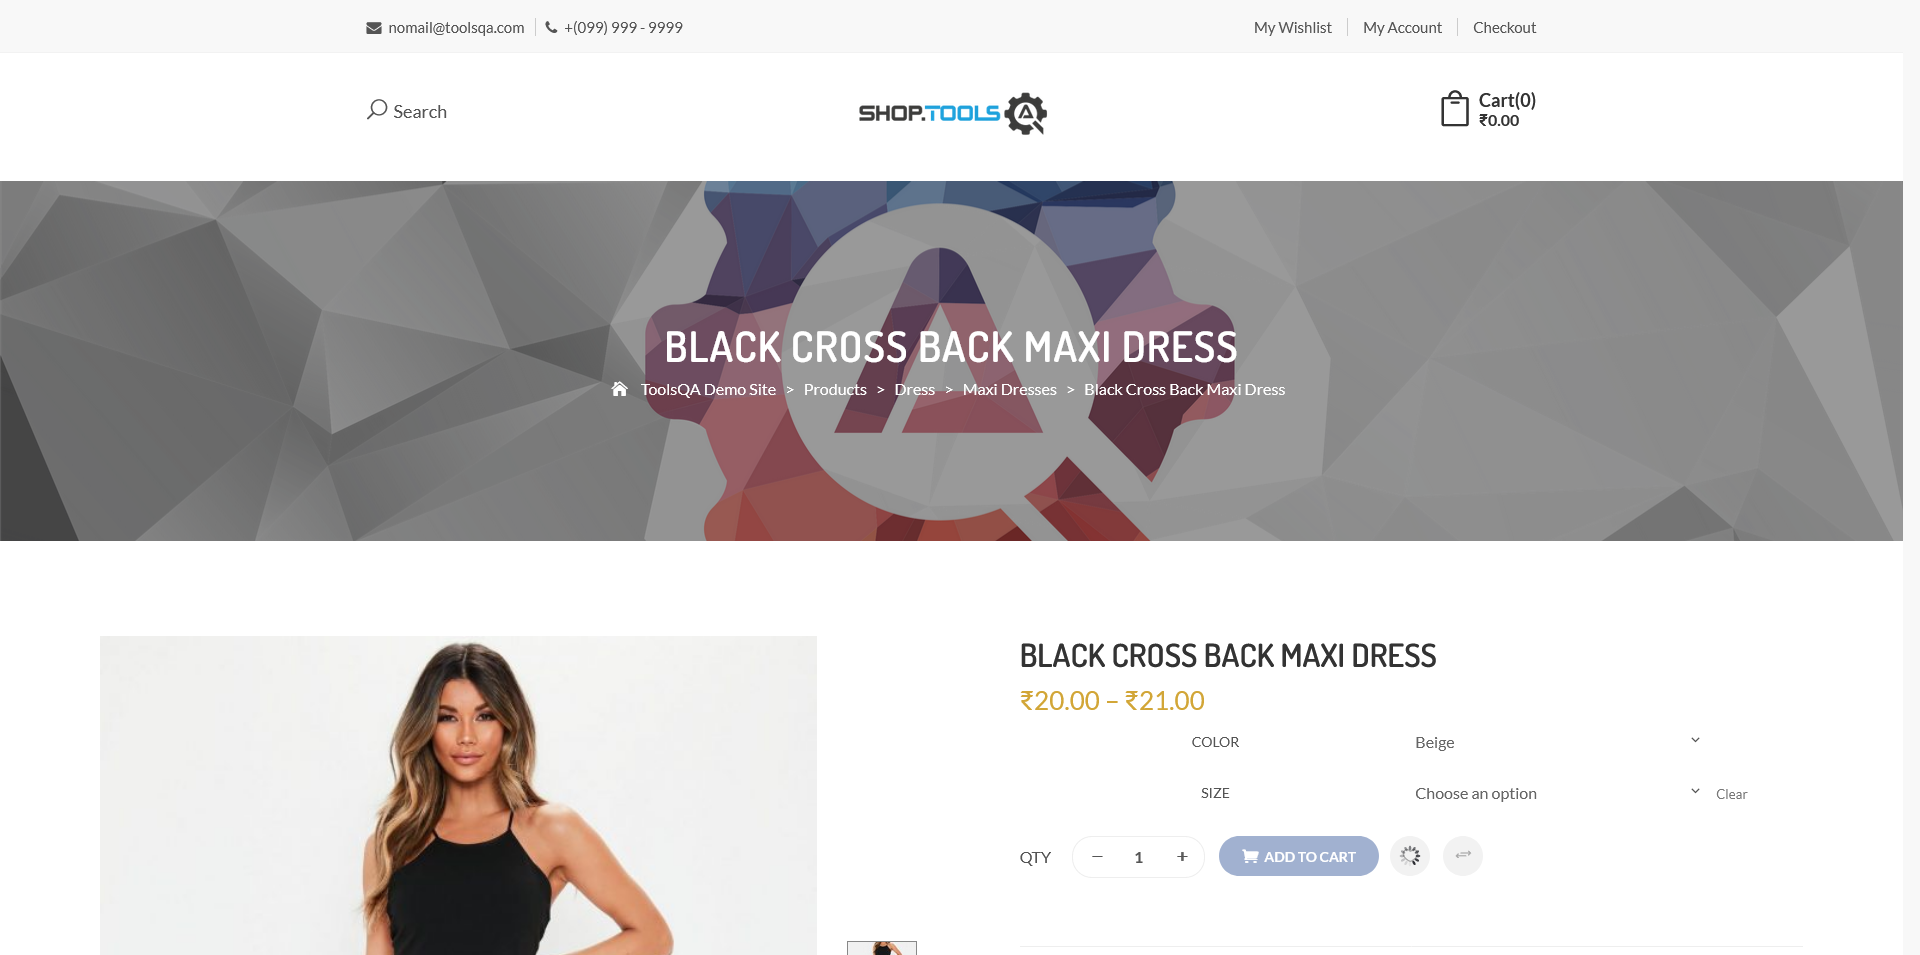 nomail@toolsqa.com
+(099) 999 - 9999
My Wishlist
My Account
Checkout
Search
SHOP.TOOLS
Cart(0)
₹0.00
BLACK CROSS BACK MAXI DRESS
ToolsQA Demo Site > Products > Dress > Maxi Dresses > Black Cross Back Maxi Dress
BLACK CROSS BACK MAXI DRESS
₹20.00 – ₹21.00
COLOR
Beige
SIZE
Choose an option
Clear
QTY
1
ADD TO CART